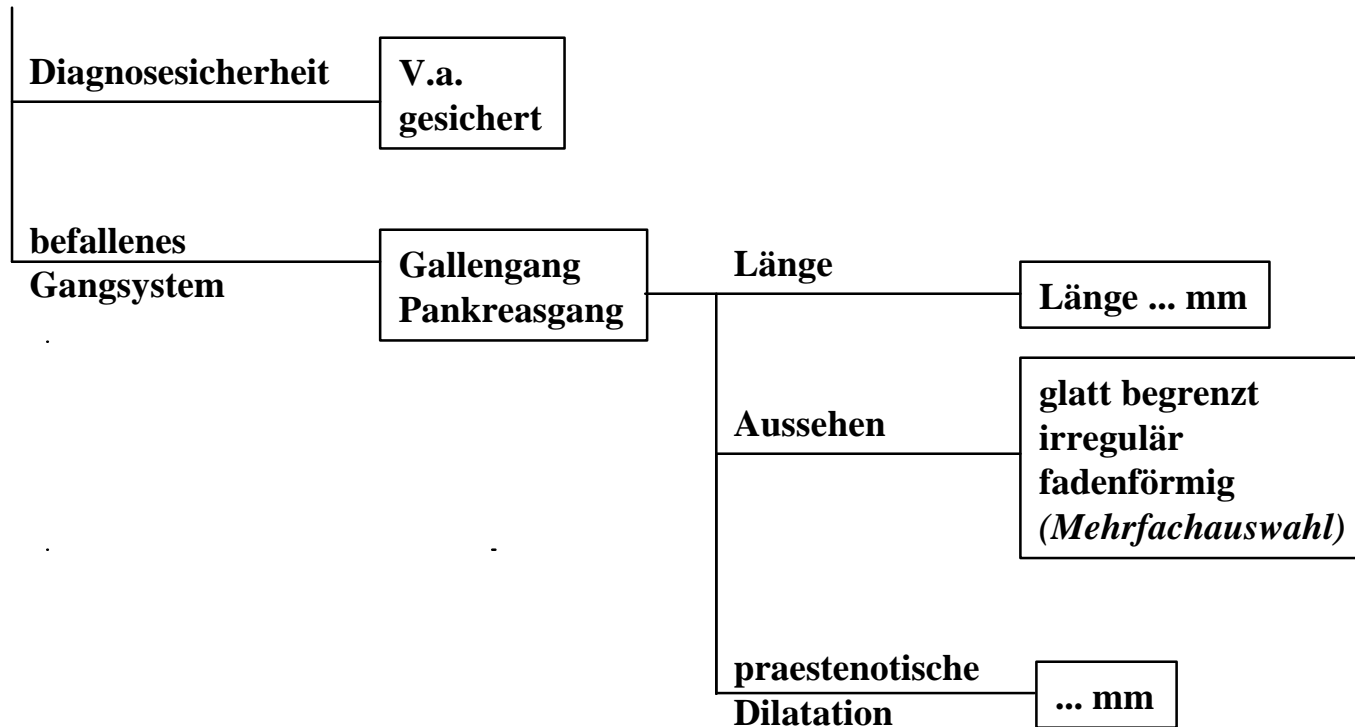 Diagnosesicherheit
V.a.
gesichert
befallenes
Gangsystem
Gallengang
Pankreasgang
Länge
Länge ... mm
Aussehen
glatt begrenzt
irregulär
fadenförmig
(Mehrfachauswahl)
praestenotische
Dilatation
... mm